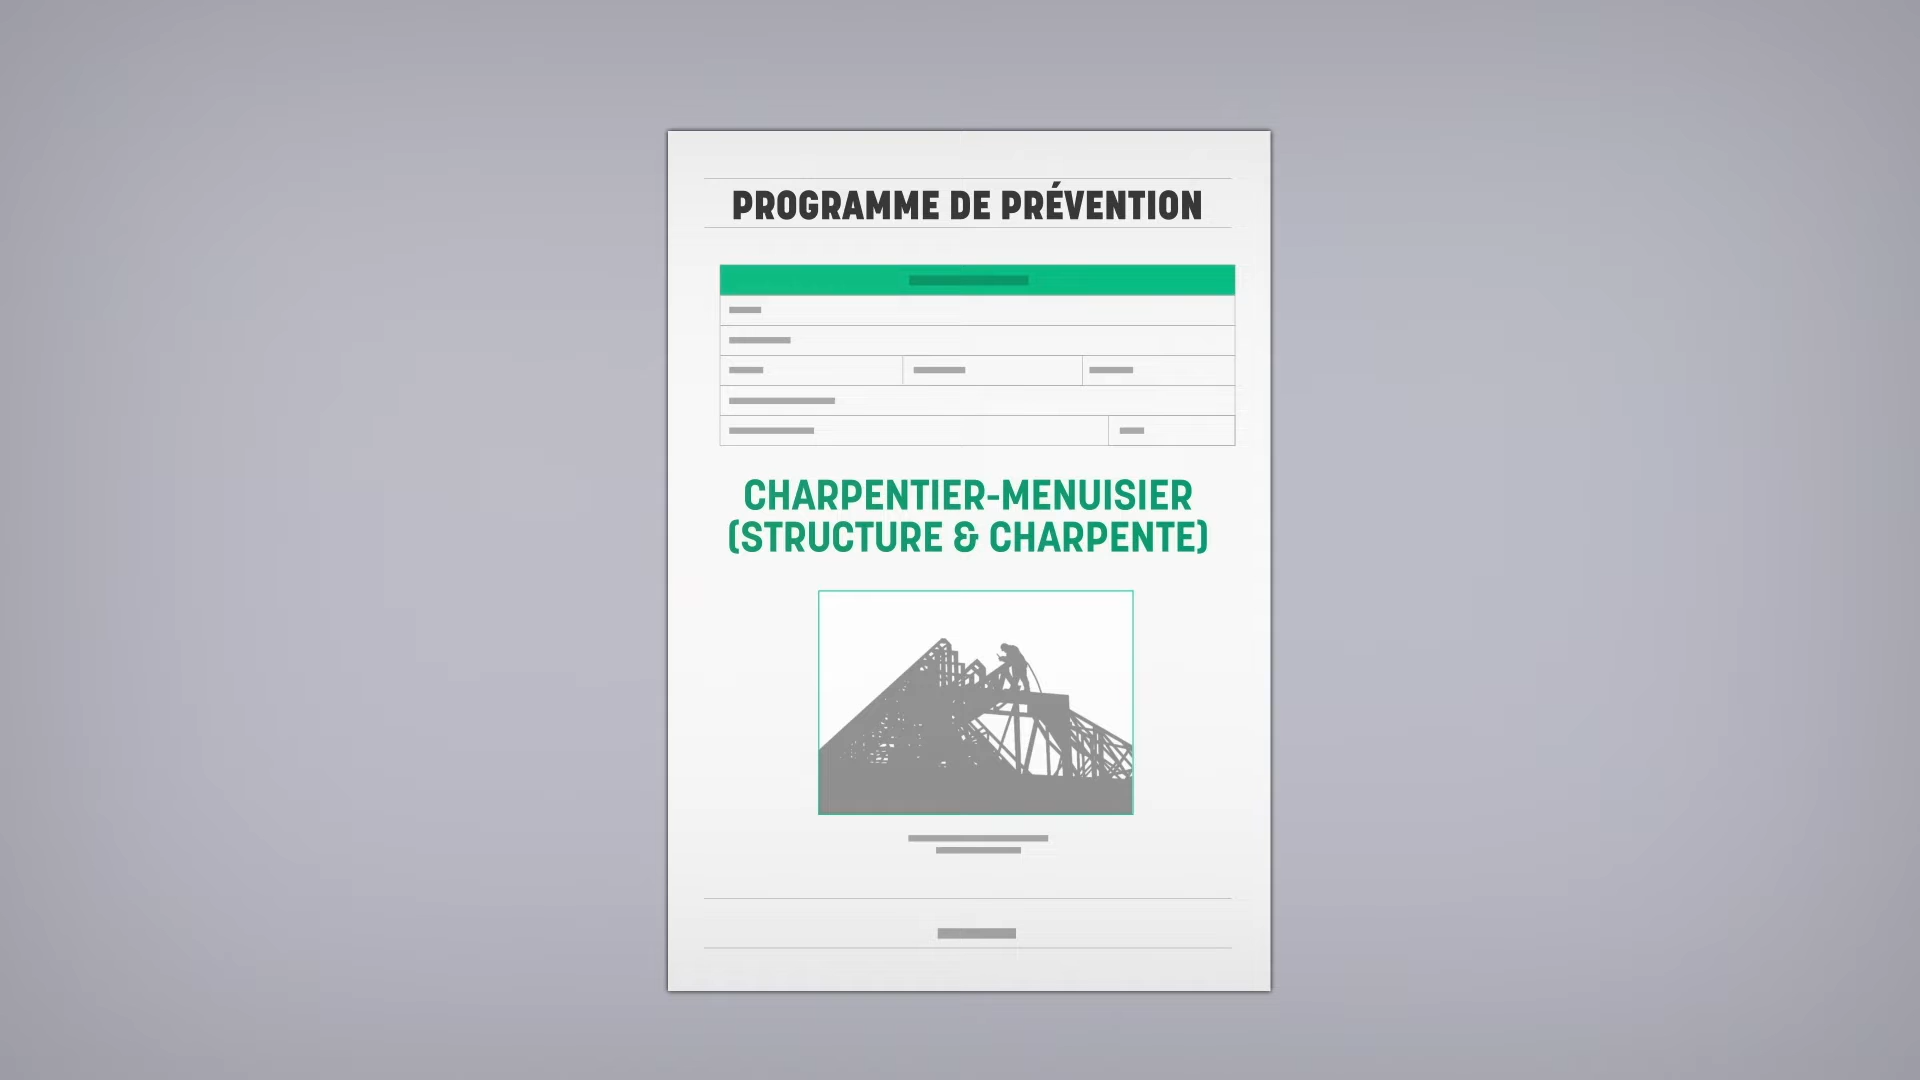 PROGRAMME DE PRÉVENTION
CHARPENTIER-MENUISIER
(STRUCTURE & CHARPENTE)